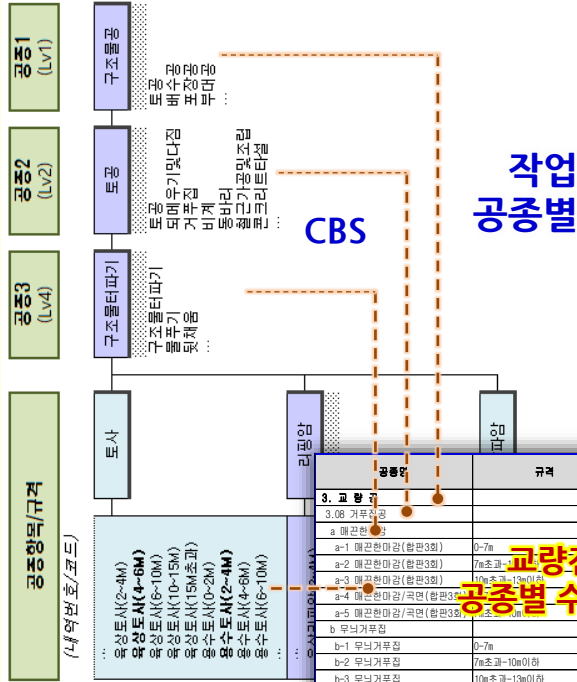 공종1
(Lv1)
구조물공
토 공
배수공
포장공
부대공
...
공종2
(Lv2)
토공
토공
되메우기및다짐
거푸집
비계
동바리
철근가공및조립
콘크리트타설
...
공종3
(Lv4)
구조물터파기
구조물터파기
물푸기
뒷채움
...
공종항목/규격
(내역번호/코드)
토사
리핑암
파암
...
육상토사(2~4M)
육상토사(4~6M)
육상토사(6~10M)
육상토사(10~15M)
육상토사(15M초과)
용수토사(0~2M)
용수토사(2~4M)
용수토사(4~6M)
용수토사(6~10M)
...
CBS
작업
공종별
공종명
규격
3. 교 량 공
3.08 거푸집공
a 매끈한마감
a-1 매끈한마감(합판3회)
0-7m
a-2 매끈한마감(합판3회)
7m초과-10m이하
a-3 매끈한마감(합판3회)
10m초과-13m이하
a-4 매끈한마감/곡면(합판3회)
a-5 매끈한마감/곡면(합판3회)
b 무늬거푸집
b-1 무늬거푸집
0-7m
b-2 무늬거푸집
7m초과-10m이하
b-3 무늬거푸집
10m초과-13m이하
공종별 수